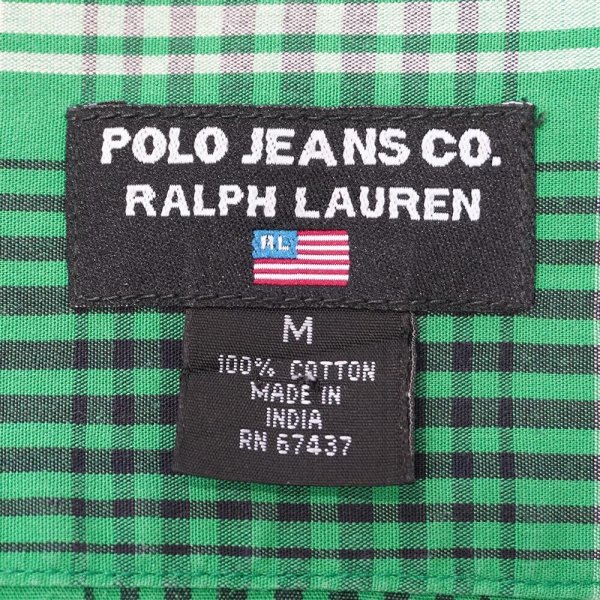 POLO JEANS CO.
RALPH LAUREN
RL
M
100% COTTON
MADE IN
INDIA
RN 67437